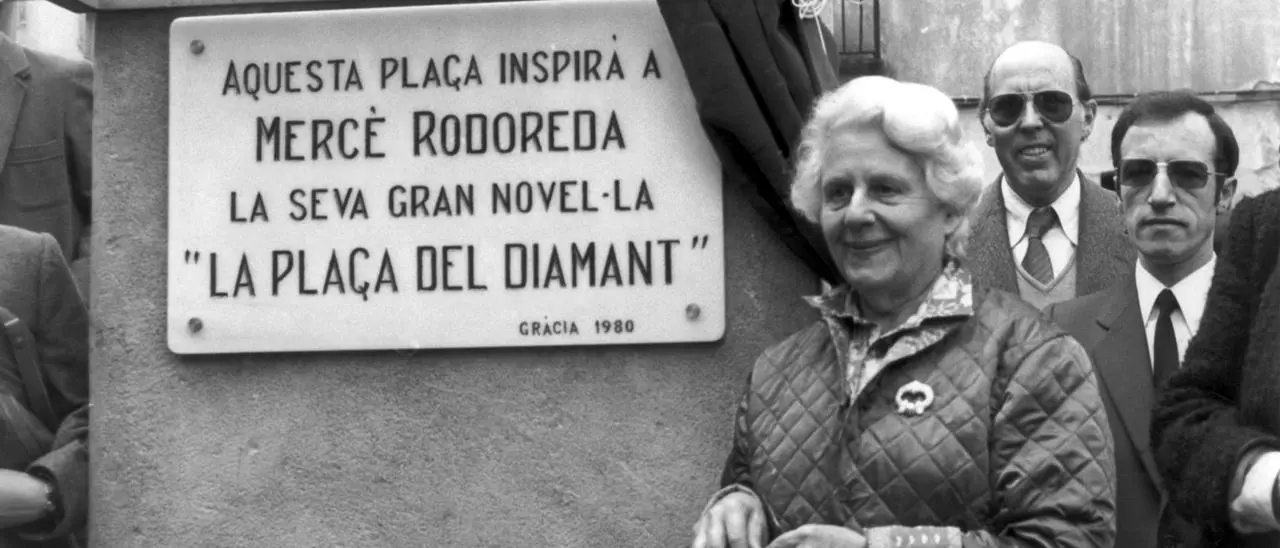 AQUESTA PLAÇA INSPIRÀ A
MERCÈ RODOREDA
LA SEVA GRAN NOVEL·LA
"LA PLAÇA DEL DIAMANT"
GRÀCIA 1980